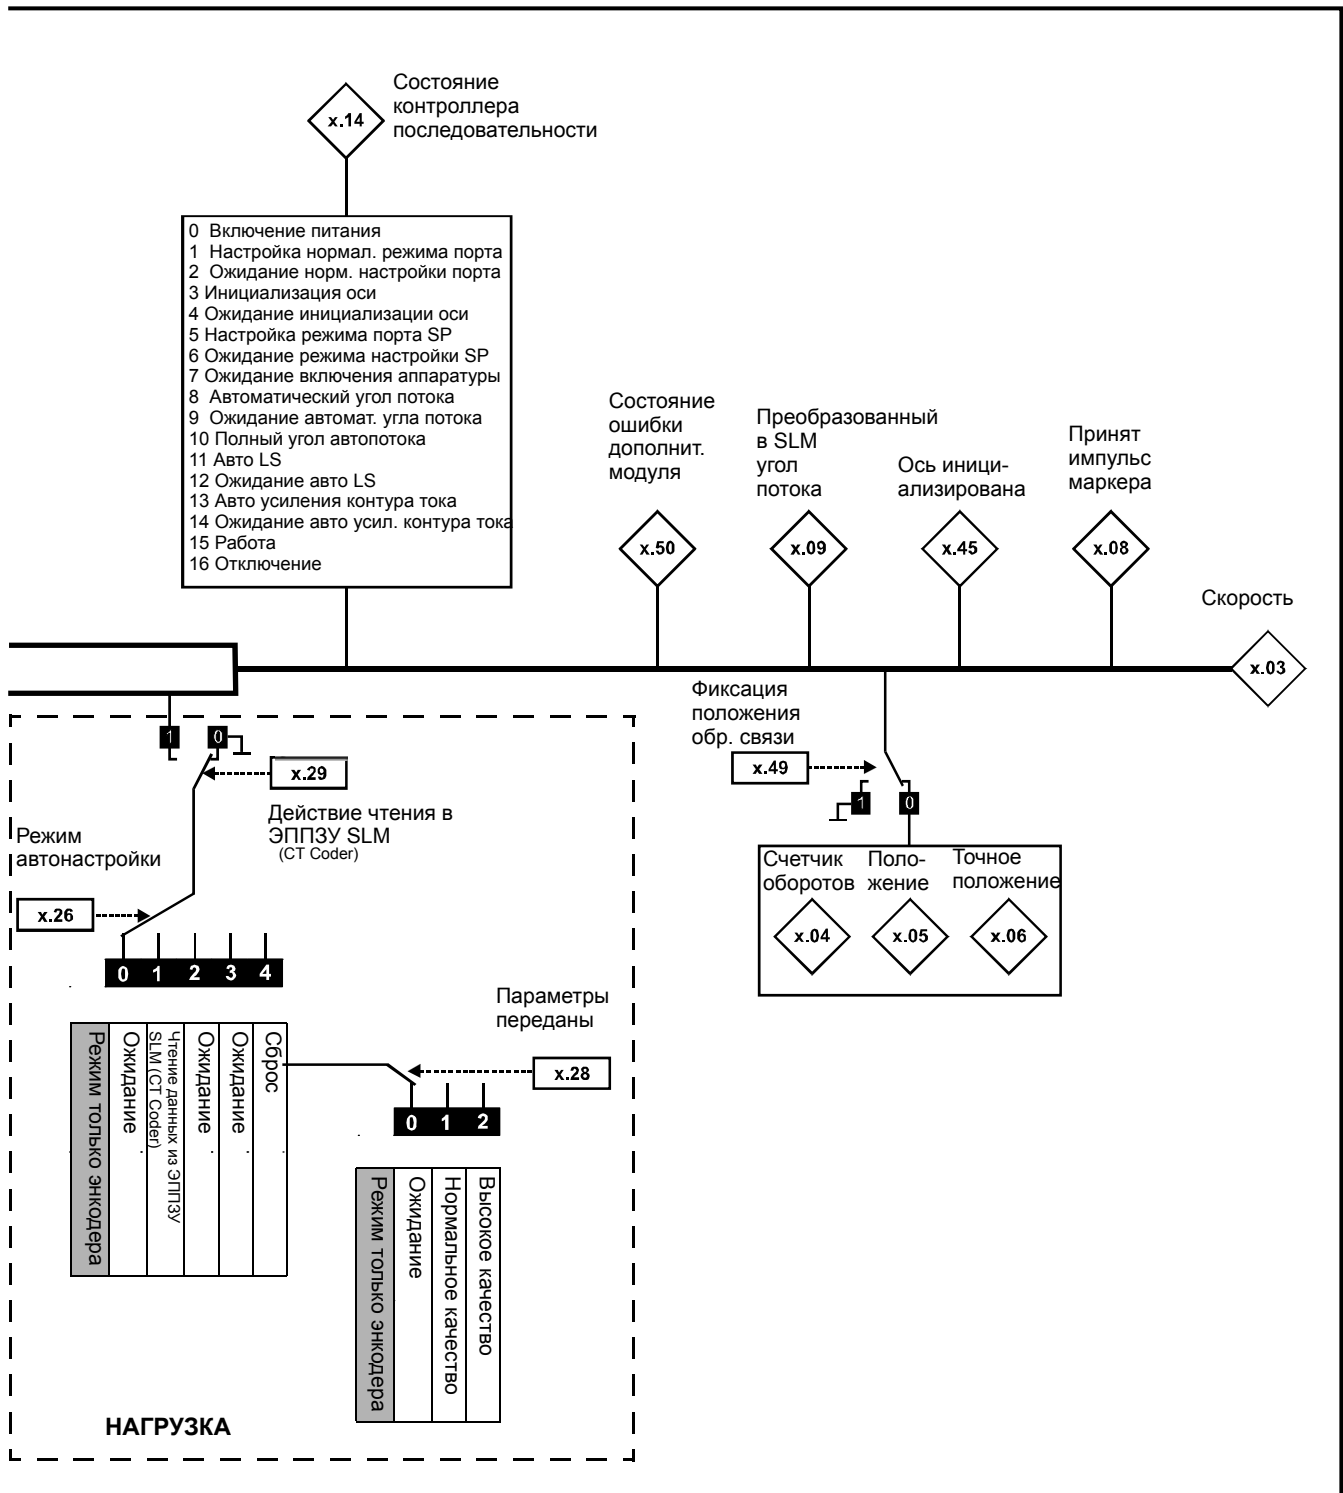 Состояние
контроллера
последовательности
x.14
0 Включение питания
1 Настройка нормал. режима порта
2 Ожидание норм. настройки порта
3 Инициализация оси
4 Ожидание инициализации оси
5 Настройка режима порта SP
6 Ожидание режима настройки SP
7 Ожидание включения аппаратуры
8 Автоматический угол потока
9 Ожидание автомат. угла потока
10 Полный угол автопотока
11 Авто LS
12 Ожидание авто LS
13 Авто усиления контура тока
14 Ожидание авто усил. контура тока
15 Работа
16 Отключение
Состояние
ошибки
дополнит.
модуля
x.50
Преобразованный
в SLM
угол
потока
x.09
Ось иници-
ализирована
x.45
Принят
импульс
маркера
x.08
Скорость
x.03
Фиксация
положения
обр. связи
x.49
1 0
Счетчик
оборотов
x.04
Поло-
жение
x.05
Точное
положение
x.06
1 0
x.29
Действие чтения в
ЭППЗУ SLM
(CT Coder)
Режим
автонастройки
x.26
0 1 2 3 4
Режим только энкодера
Ожидание
Чтение данных из ЭППЗУ
SLM (CT Coder)
Ожидание
Ожидание
Сброс
Параметры
переданы
x.28
0 1 2
Режим только энкодера
Ожидание
Нормальное качество
Высокое качество
НАГРУЗКА